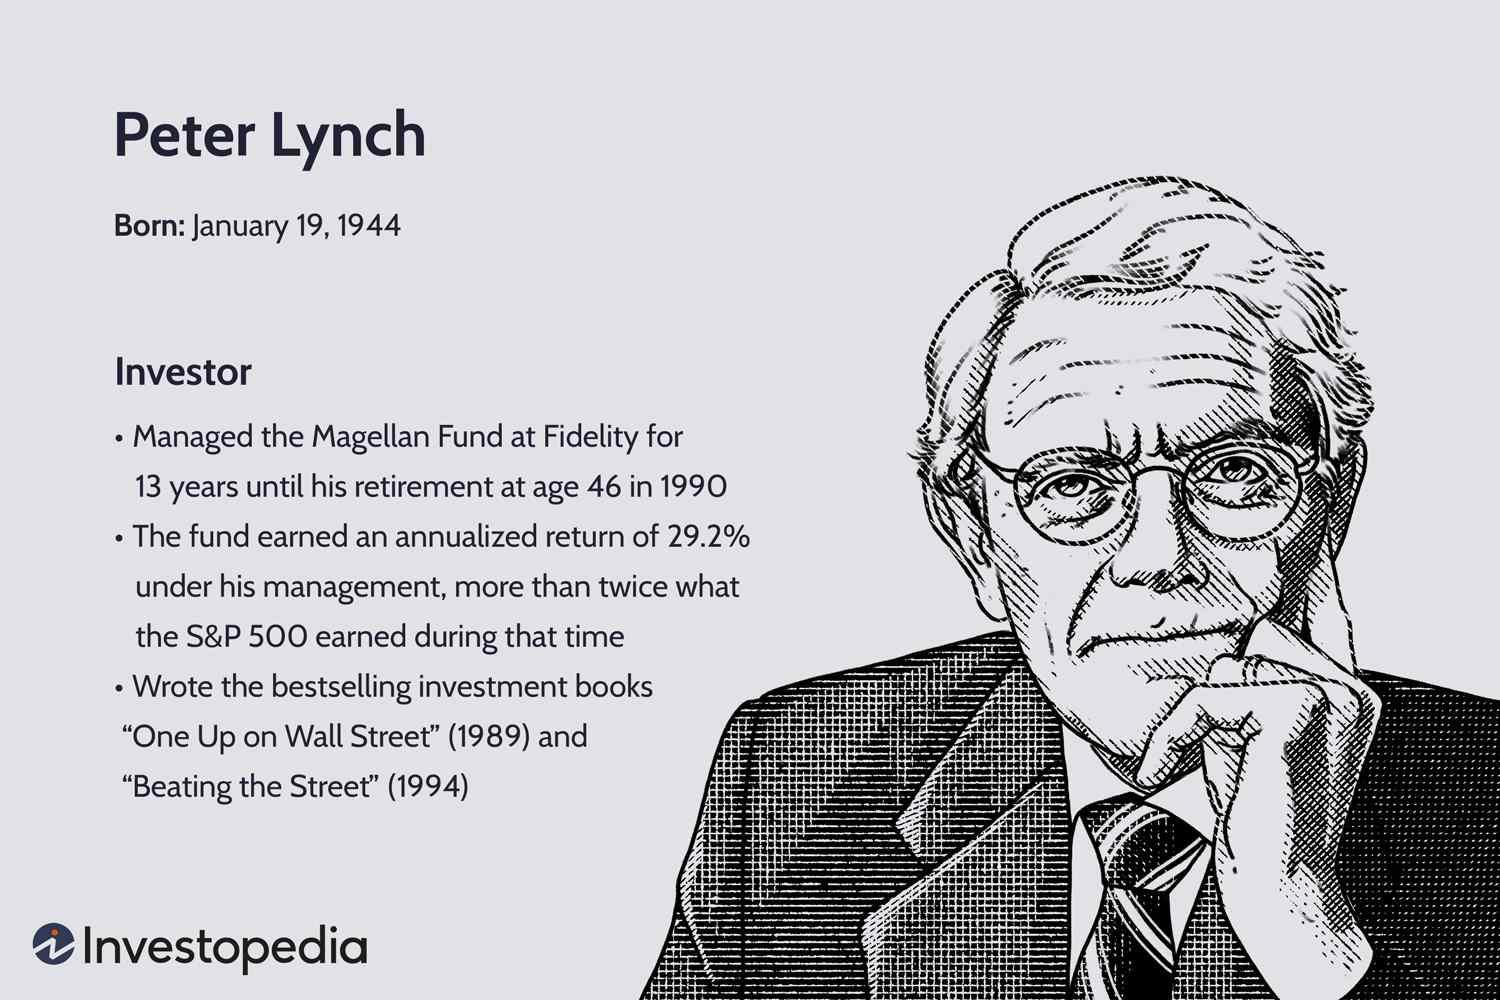 Peter Lynch
Born: January 19, 1944
Investor
• Managed the Magellan Fund at Fidelity for
13 years until his retirement at age 46 in 1990
• The fund earned an annualized return of 29.2%
under his management, more than twice what
the S&P 500 earned during that time
• Wrote the bestselling investment books
“One Up on Wall Street” (1989) and
“Beating the Street” (1994)
Investopedia